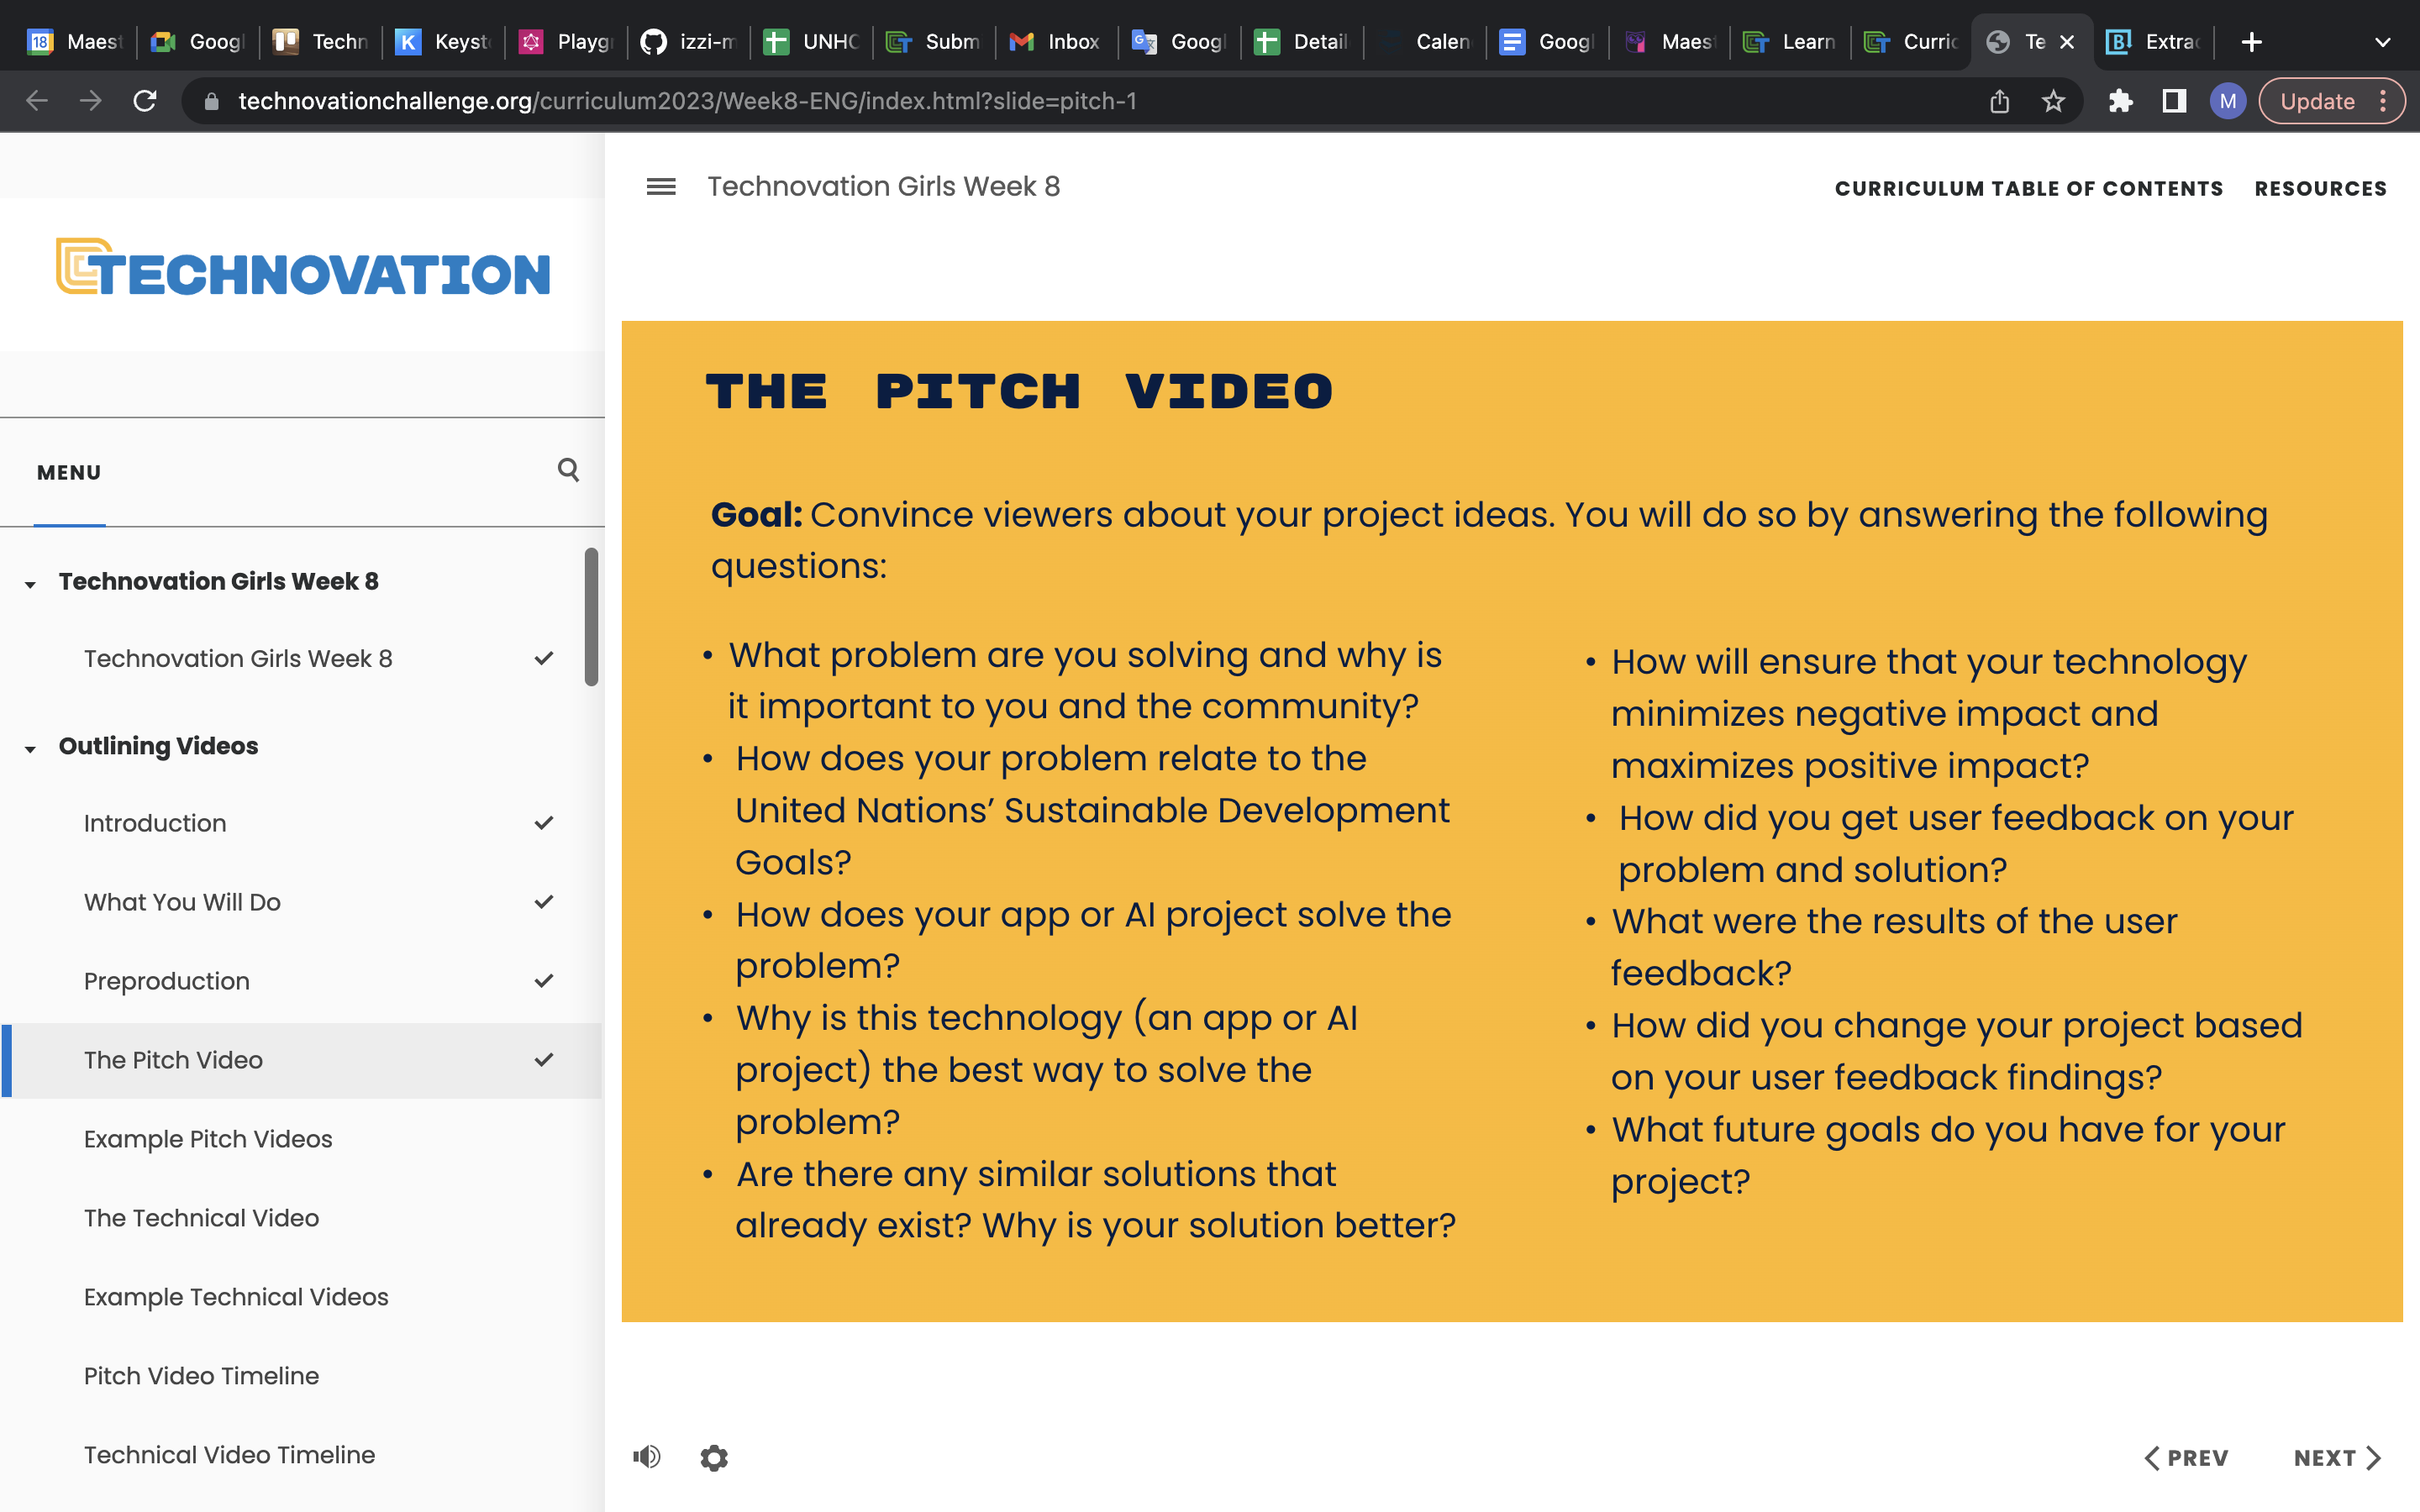 18 Maest
Googl
Techn
K Keyst
Playg
izzi-m
UNHC
Subm
Inbox
Googl
Detail
Calen
Googl
Maes
Learn
Curric
Te
B Extrac
technovationchallenge.org/curriculum2023/Week8-ENG/index.html?slide=pitch-1
M
Update
TECHNOVATION
MENU
Technovation Girls Week 8
Technovation Girls Week 8
Outlining Videos
Introduction
What You Will Do
Preproduction
The Pitch Video
Example Pitch Videos
The Technical Video
Example Technical Videos
Pitch Video Timeline
Technical Video Timeline
Technovation Girls Week 8
CURRICULUM TABLE OF CONTENTS RESOURCES
THE PITCH VIDEO
Goal: Convince viewers about your project ideas. You will do so by answering the following
questions:
• What problem are you solving and why is
it important to you and the community?
• How does your problem relate to the
United Nations’ Sustainable Development
Goals?
• How does your app or AI project solve the
problem?
• Why is this technology (an app or AI
project) the best way to solve the
problem?
• Are there any similar solutions that
already exist? Why is your solution better?
• How will ensure that your technology
minimizes negative impact and
maximizes positive impact?
• How did you get user feedback on your
problem and solution?
• What were the results of the user
feedback?
• How did you change your project based
on your user feedback findings?
• What future goals do you have for your
project?
PREV
NEXT